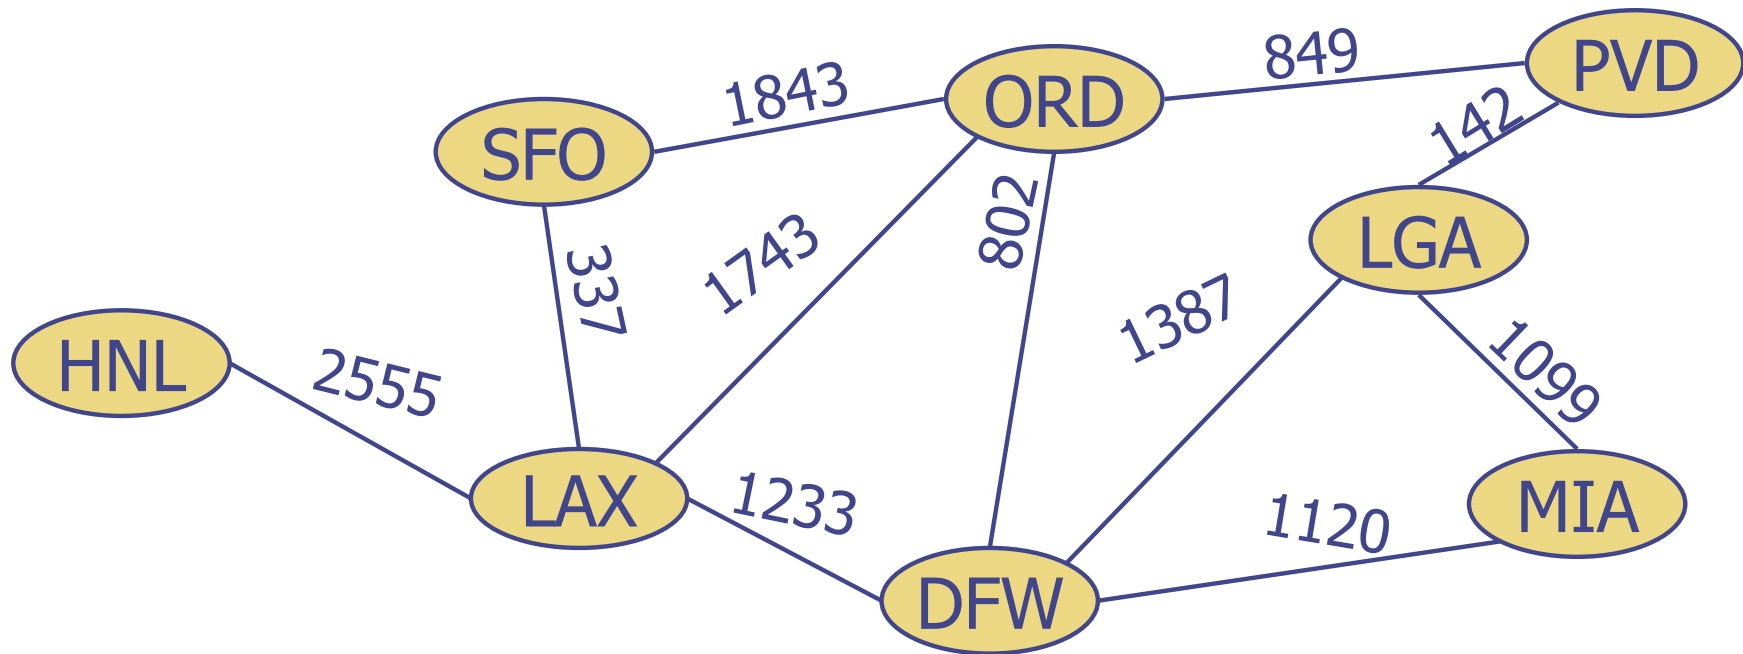 PVD
849
ORD
1843
142
SFO
802
LGA
1743
337
1387
HNL
2555
1099
LAX
1233
MIA
1120
DFW